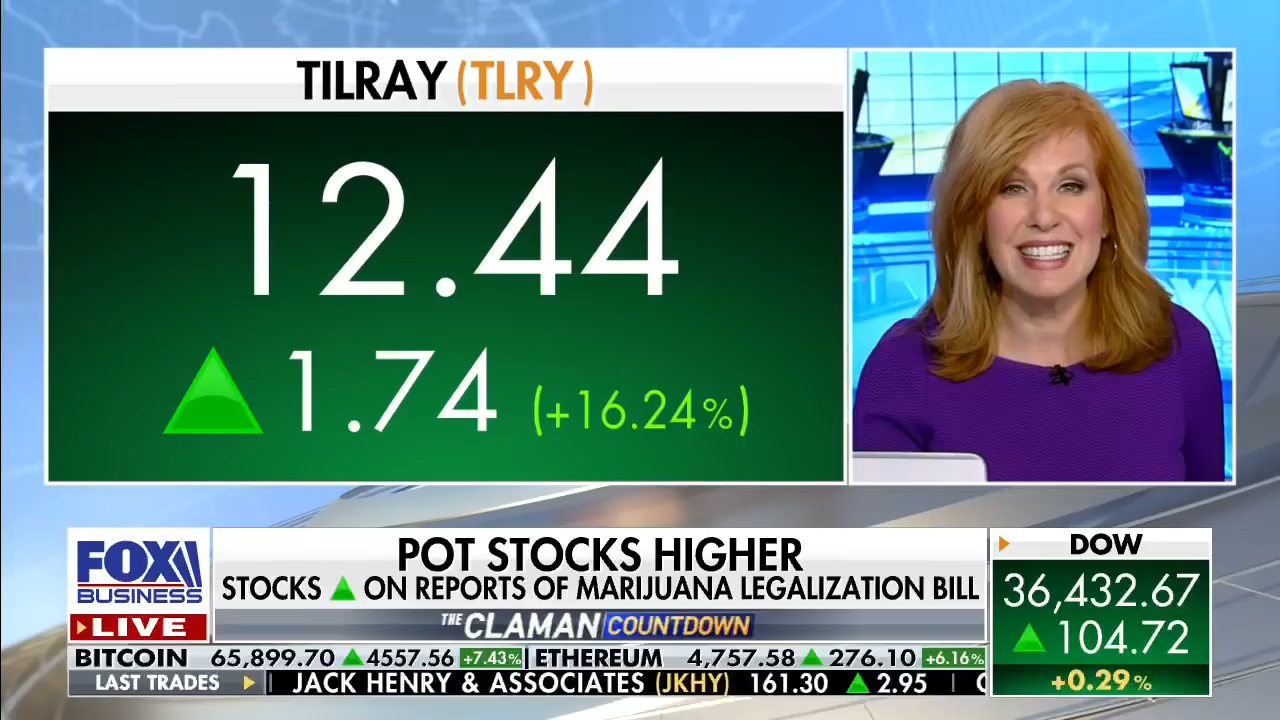 TILRAY (TLRY )
12.44
▲ 1.74 (+16.24%)
FOX
BUSINESS
LIVE
POT STOCKS HIGHER
STOCKS ▲ ON REPORTS OF MARIJUANA LEGALIZATION BILL
THE CLAMAN COUNTDOWN
DOW
36,432.67
▲ 104.72
+0.29%
BITCOIN 65,899.70 ▲ 4557.56 +7.43% ETHEREUM 4,757.58 ▲ 276.10 +6.16%
LAST TRADES JACK HENRY & ASSOCIATES (JKHY) 161.30 ▲ 2.95